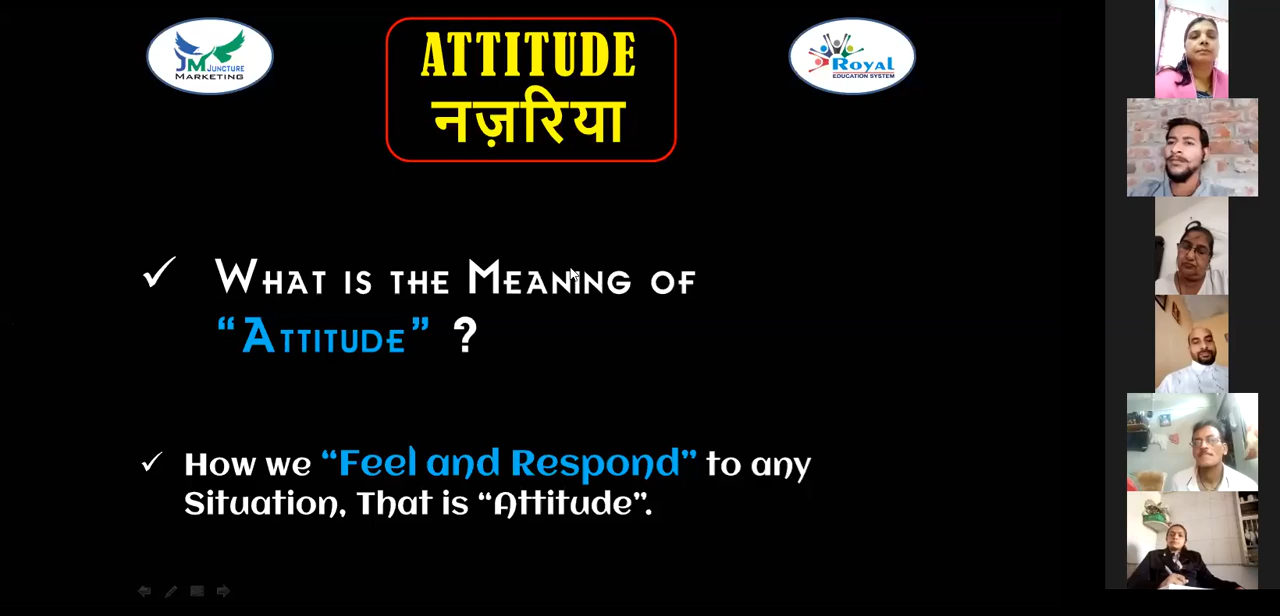 JM JUNCTURE
MARKETING
ATTITUDE
नज़रिया
Royal
EDUCATION SYSTEM
✓ WHAT IS THE MEANING OF
“ATTITUDE” ?
✓ How we “Feel and Respond” to any
Situation, That is “Attitude”.